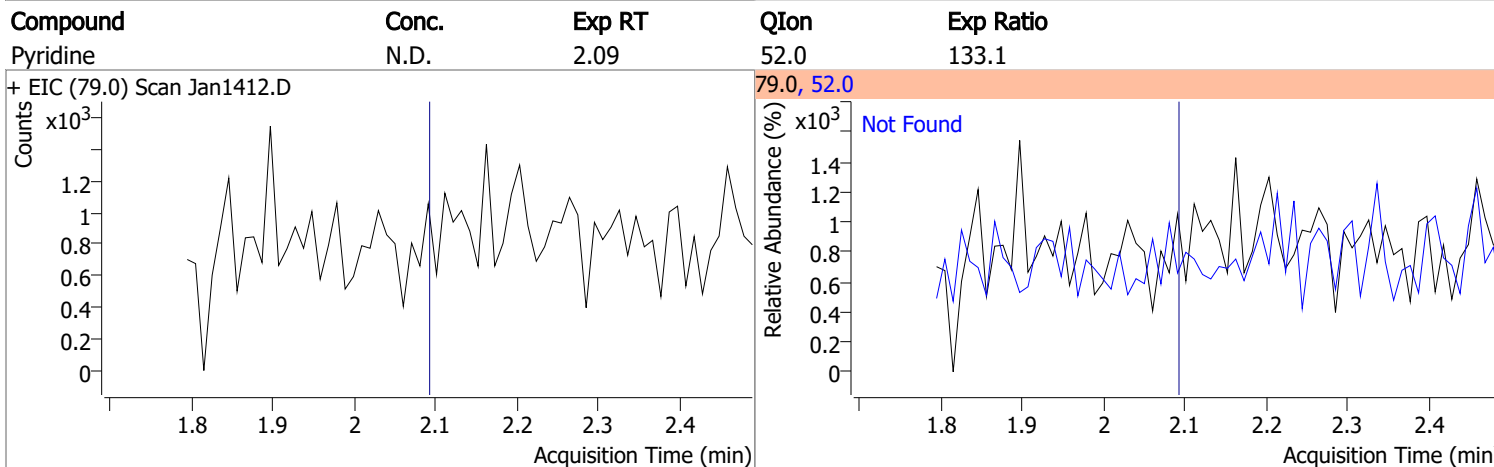 Compound Conc. Exp RT QIon Exp Ratio
Pyridine N.D. 2.09 52.0 133.1
+ EIC (79.0) Scan Jan1412.D
Counts
x10³
1.2
1
0.8
0.6
0.4
0.2
0
1.8 1.9 2 2.1 2.2 2.3 2.4
Acquisition Time (min)
79.0, 52.0
Relative Abundance (%)
x10³
Not Found
1.4
1.2
1
0.8
0.6
0.4
0.2
0
1.8 1.9 2 2.1 2.2 2.3 2.4
Acquisition Time (min